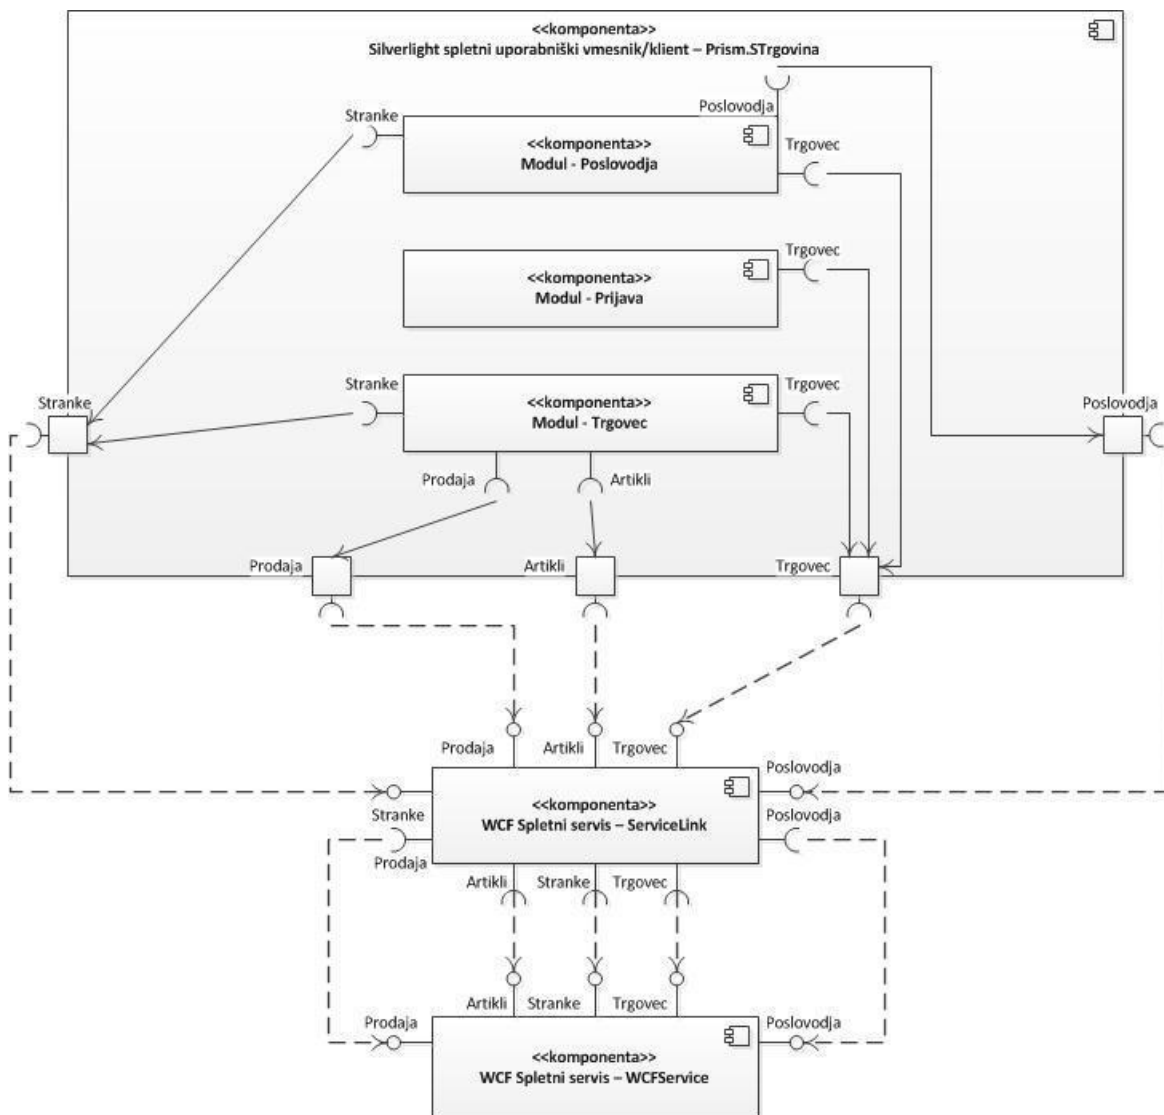 <<komponenta>>
Silverlight spletni uporabniški vmesnik/klient – Prism.STrgovina
Poslovodja
Stranke
<<komponenta>>
Modul - Poslovodja
Trgovec
<<komponenta>>
Modul - Prijava
Trgovec
Stranke
<<komponenta>>
Modul - Trgovec
Trgovec
Stranke
Poslovodja
Prodaja
Artikli
Prodaja
Artikli
Trgovec
Prodaja
Artikli
Trgovec
Poslovodja
<<komponenta>>
WCF Spletni servis – ServiceLink
Stranke
Poslovodja
Prodaja
Artikli
Stranke
Trgovec
Artikli
Stranke
Trgovec
Prodaja
Poslovodja
<<komponenta>>
WCF Spletni servis – WCFService